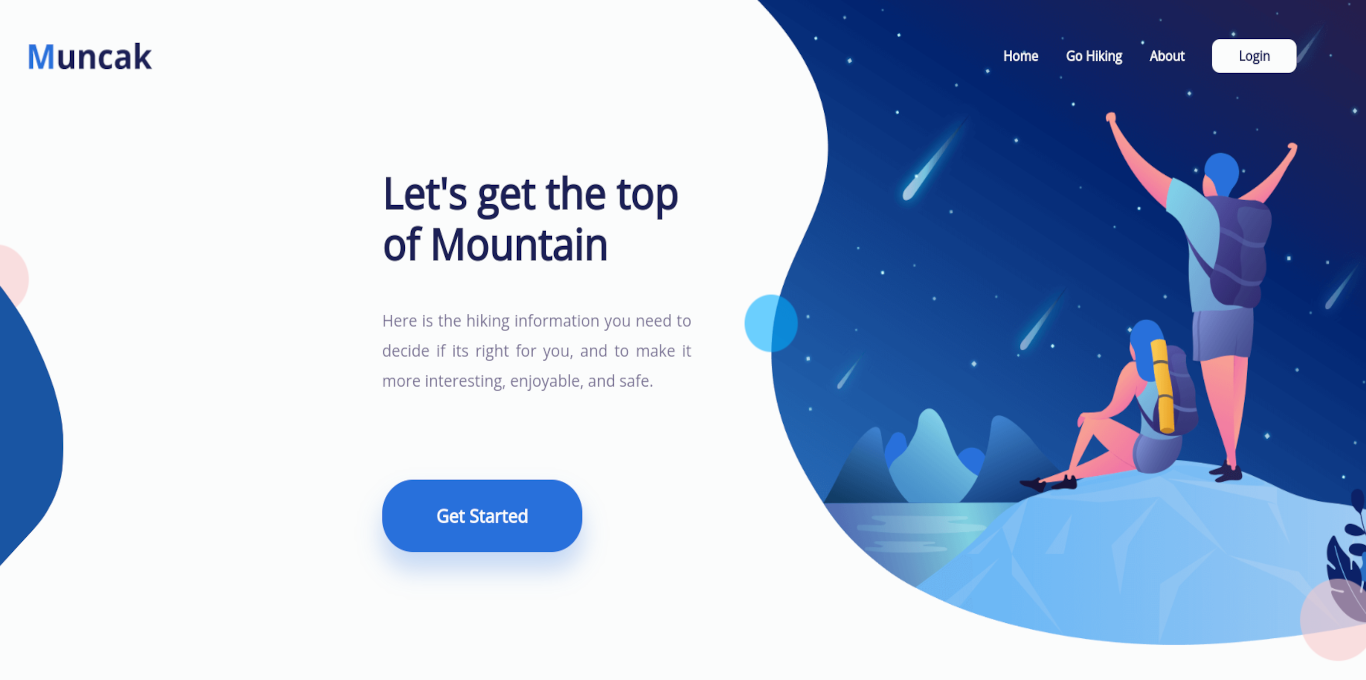 Muncak
Home
Go Hiking
About
Login
Let's get the top
of Mountain
Here is the hiking information you need to
decide if its right for you, and to make it
more interesting, enjoyable, and safe.
Get Started